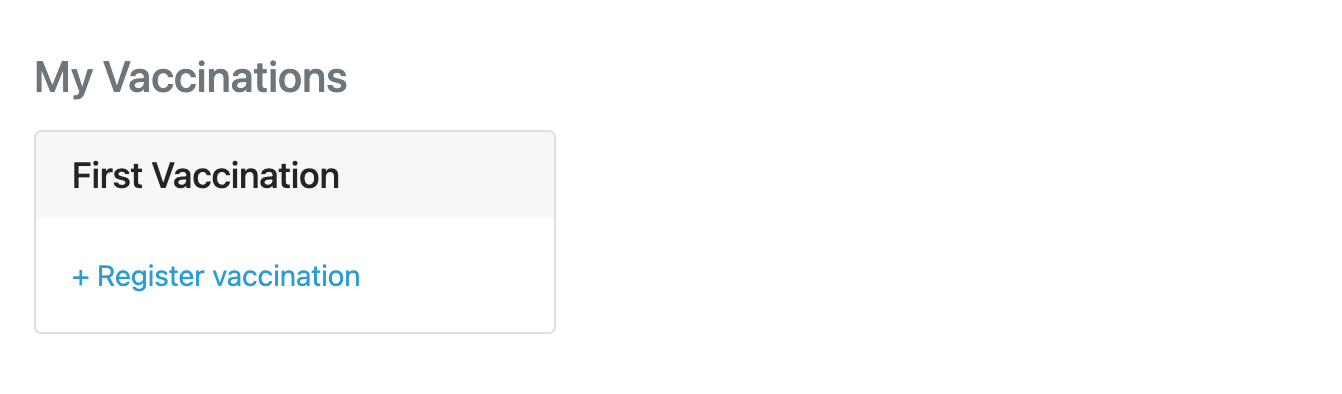 My Vaccinations
First Vaccination
+ Register vaccination